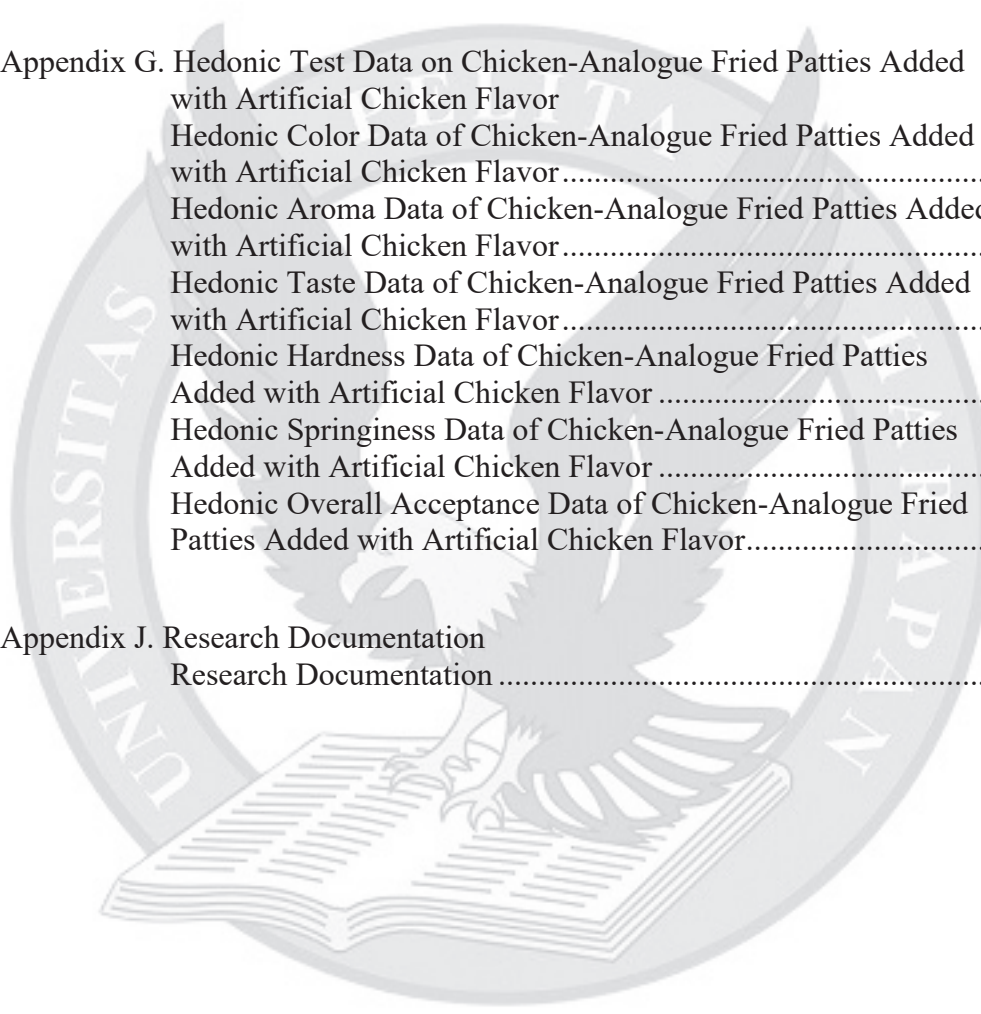 Appendix G. Hedonic Test Data on Chicken-Analogue Fried Patties Added
with Artificial Chicken Flavor
Hedonic Color Data of Chicken-Analogue Fried Patties Added
with Artificial Chicken Flavor................................................
Hedonic Aroma Data of Chicken-Analogue Fried Patties Added
with Artificial Chicken Flavor................................................
Hedonic Taste Data of Chicken-Analogue Fried Patties Added
with Artificial Chicken Flavor................................................
Hedonic Hardness Data of Chicken-Analogue Fried Patties
Added with Artificial Chicken Flavor .....................................
Hedonic Springiness Data of Chicken-Analogue Fried Patties
Added with Artificial Chicken Flavor .....................................
Hedonic Overall Acceptance Data of Chicken-Analogue Fried
Patties Added with Artificial Chicken Flavor...........................
Appendix J. Research Documentation
Research Documentation .......................................................
UNIVERSITAS PELITA HARAPAN